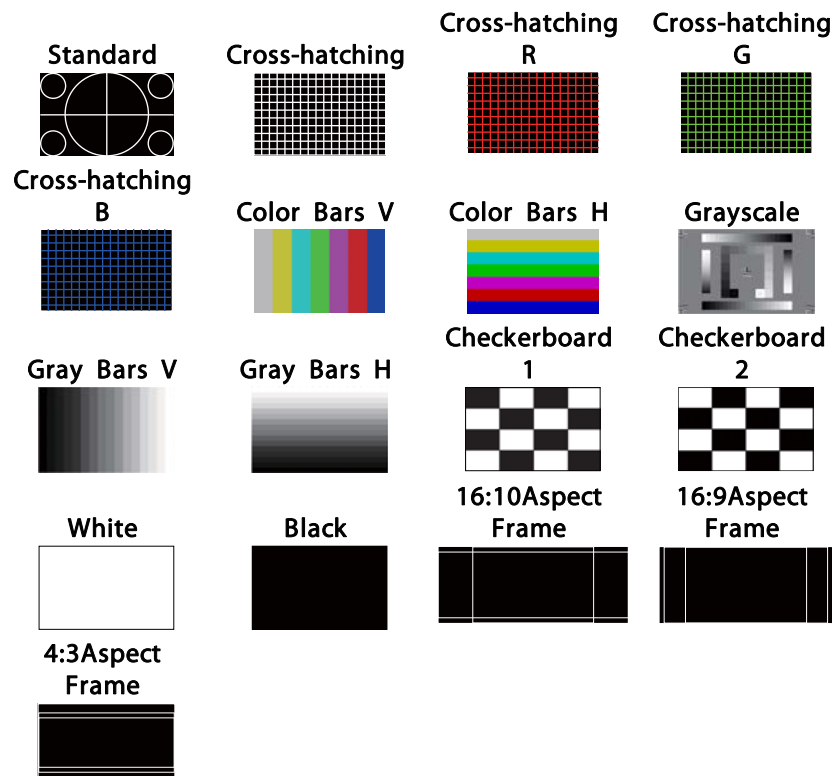 Standard
Cross-hatching
Cross-hatching
R
Cross-hatching
G
Cross-hatching
B
Color Bars V
Color Bars H
Grayscale
Gray Bars V
Gray Bars H
Checkerboard
1
Checkerboard
2
White
Black
16:10Aspect
Frame
16:9Aspect
Frame
4:3Aspect
Frame